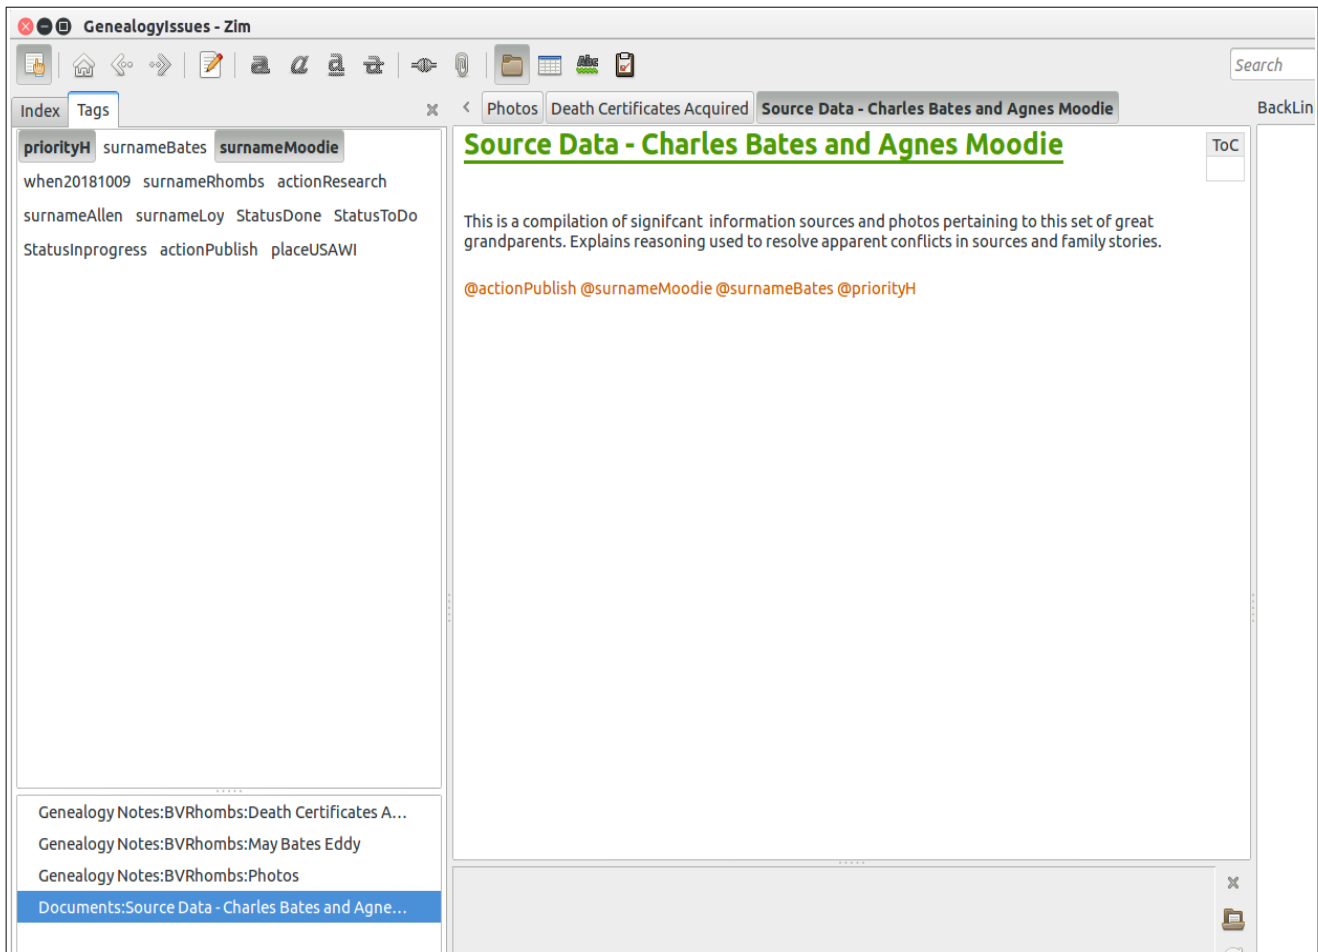 GenealogyIssues - Zim
a a a a
Abc
Search
Index Tags
Photos Death Certificates Acquired Source Data - Charles Bates and Agnes Moodie
BackLin
priorityH surnameBates surnameMoodie
when20181009 surnameRhombs actionResearch
surnameAllen surnameLoy StatusDone StatusToDo
StatusInprogress actionPublish placeUSAWI
Source Data - Charles Bates and Agnes Moodie
ToC
This is a compilation of signifcant information sources and photos pertaining to this set of great
grandparents. Explains reasoning used to resolve apparent conflicts in sources and family stories.
@actionPublish @surnameMoodie @surnameBates @priorityH
Genealogy Notes:BVRhombs:Death Certificates A...
Genealogy Notes:BVRhombs:May Bates Eddy
Genealogy Notes:BVRhombs:Photos
Documents:Source Data - Charles Bates and Agne...